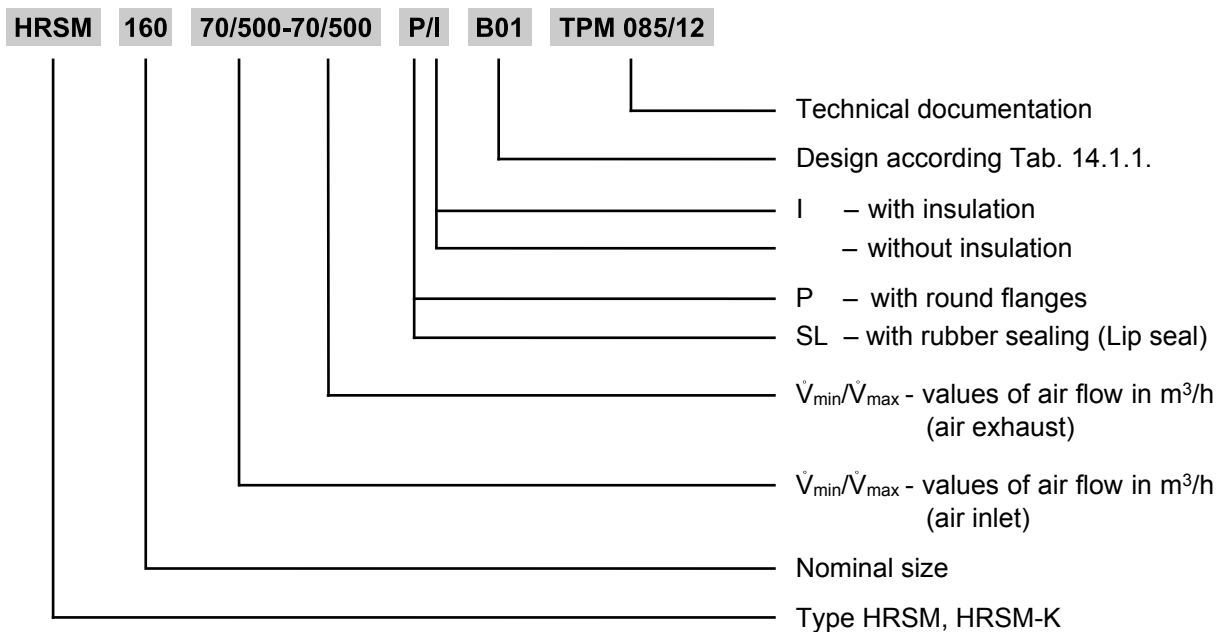 HRSM 160 70/500-70/500 P/I B01 TPM 085/12
Technical documentation
Design according Tab. 14.1.1.
I – with insulation
– without insulation
P – with round flanges
SL – with rubber sealing (Lip seal)
V̊min/V̊max - values of air flow in m³/h
(air exhaust)
V̊min/V̊max - values of air flow in m³/h
(air inlet)
Nominal size
Type HRSM, HRSM-K